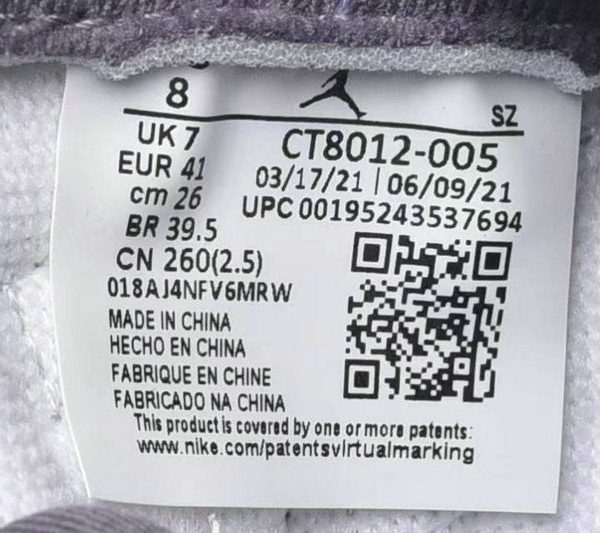 8
SZ
UK 7
CT8012-005
EUR 41
03/17/21 | 06/09/21
cm 26
UPC 00195243537694
BR 39.5
CN 260(2.5)
018AJ4NFV6MRW
MADE IN CHINA
HECHO EN CHINA
FABRIQUE EN CHINE
FABRICADO NA CHINA
This product is covered by one or more patents:
www.nike.com/patentsvirtualmarking